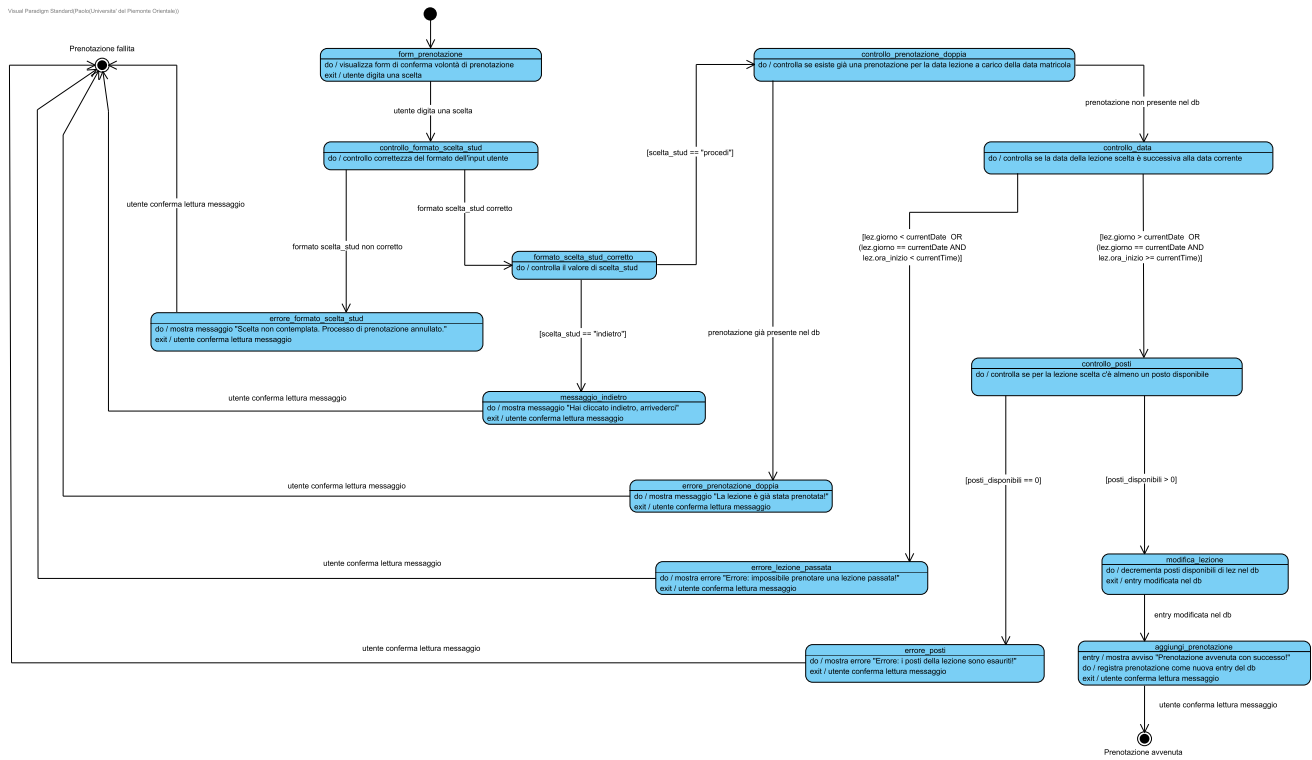 Visual Paradigm Standard(Paolo(Universita' del Piemonte Orientale))
Prenotazione fallita
form_prenotazione
do / visualizza form di conferma volontà di prenotazione
exit / utente digita una scelta
controllo_prenotazione_doppia
do / controllo se esiste già una prenotazione per la data lezione a carico della data matricola
utente digita una scelta
prenotazione non presente nel db
controllo_formato_scelta_stud
do / controllo correttezza del formato dell'input utente
[scelta_stud == "procedi"]
controllo_data
do / controlla se la data della lezione scelta è successiva alla data corrente
utente conferma lettura messaggio
formato scelta_stud corretto
formato scelta_stud non corretto
[lez.giorno < currentDate OR
(lez.giorno == currentDate AND
lez.ora_inizio < currentTime)]
[lez.giorno > currentDate OR
(lez.giorno == currentDate AND
lez.ora_inizio >= currentTime)]
formato_scelta_stud_corretto
do / controlla il valore di scelta_stud
errore_formato_scelta_stud
do / mostra messaggio "Scelta non contemplata. Processo di prenotazione annullato."
exit / utente conferma lettura messaggio
[scelta_stud == "indietro"]
prenotazione già presente nel db
controllo_posti
do / controlla se per la lezione scelta c'è almeno un posto disponibile
utente conferma lettura messaggio
messaggio_indietro
do / mostra messaggio "Hai cliccato indietro, arrivederci"
exit / utente conferma lettura messaggio
utente conferma lettura messaggio
errore_prenotazione_doppia
do / mostra messaggio "La lezione è già stata prenotata!"
exit / utente conferma lettura messaggio
[posti_disponibili == 0]
[posti_disponibili > 0]
utente conferma lettura messaggio
errore_lezione_passata
do / mostra errore "Errore: impossibile prenotare una lezione passata!"
exit / utente conferma lettura messaggio
modifica_lezione
do / decrementa posti disponibili di lez nel db
exit / entry modificata nel db
entry modificata nel db
utente conferma lettura messaggio
errore_posti
do / mostra errore "Errore: i posti della lezione sono esauriti!"
exit / utente conferma lettura messaggio
aggiungi_prenotazione
entry / mostra avviso "Prenotazione avvenuta con successo!"
do / registra prenotazione come nuova entry del db
exit / utente conferma lettura messaggio
utente conferma lettura messaggio
Prenotazione avvenuta